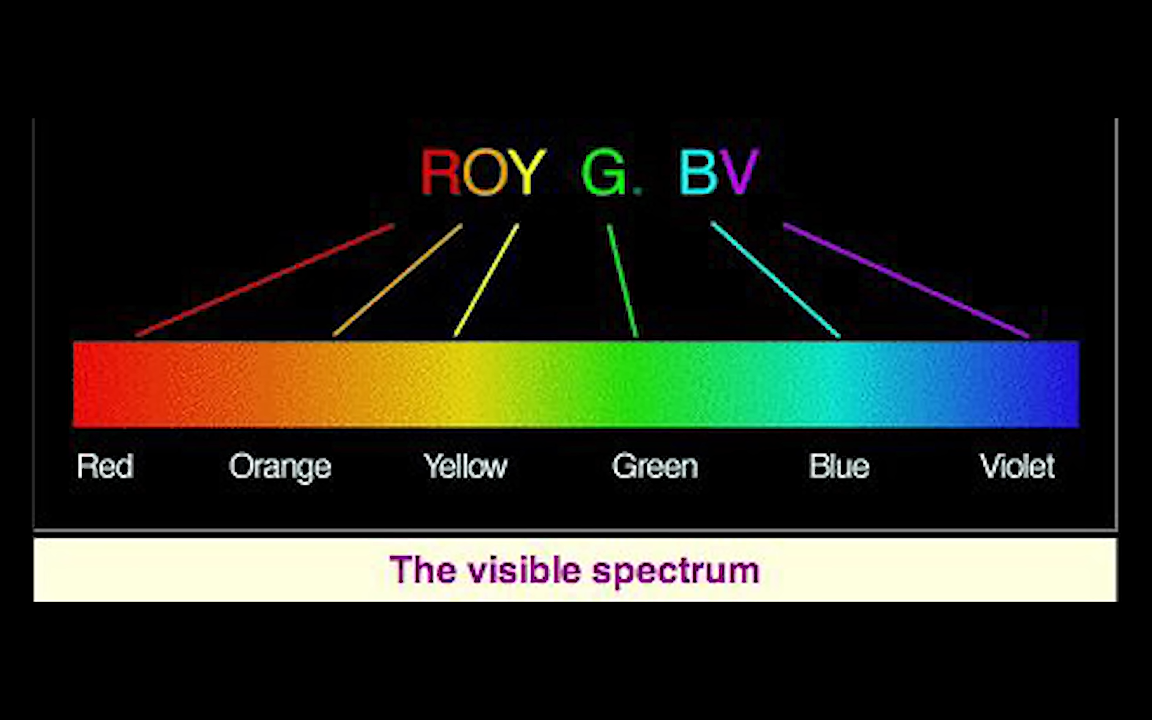 ROY G. BV
Red Orange Yellow Green Blue Violet
The visible spectrum